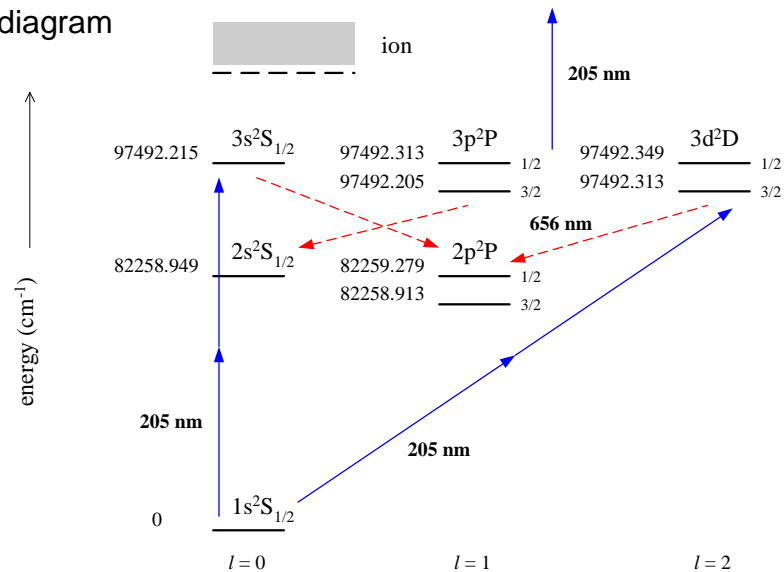 diagram
ion
205 nm
3s²S1/2
3p²P
3d²D
97492.215
97492.313
1/2
97492.349
1/2
97492.205
3/2
97492.313
3/2
656 nm
2s²S1/2
2p²P
82258.949
82259.279
1/2
82258.913
3/2
energy (cm⁻¹)
205 nm
205 nm
1s²S1/2
0
l = 0
l = 1
l = 2